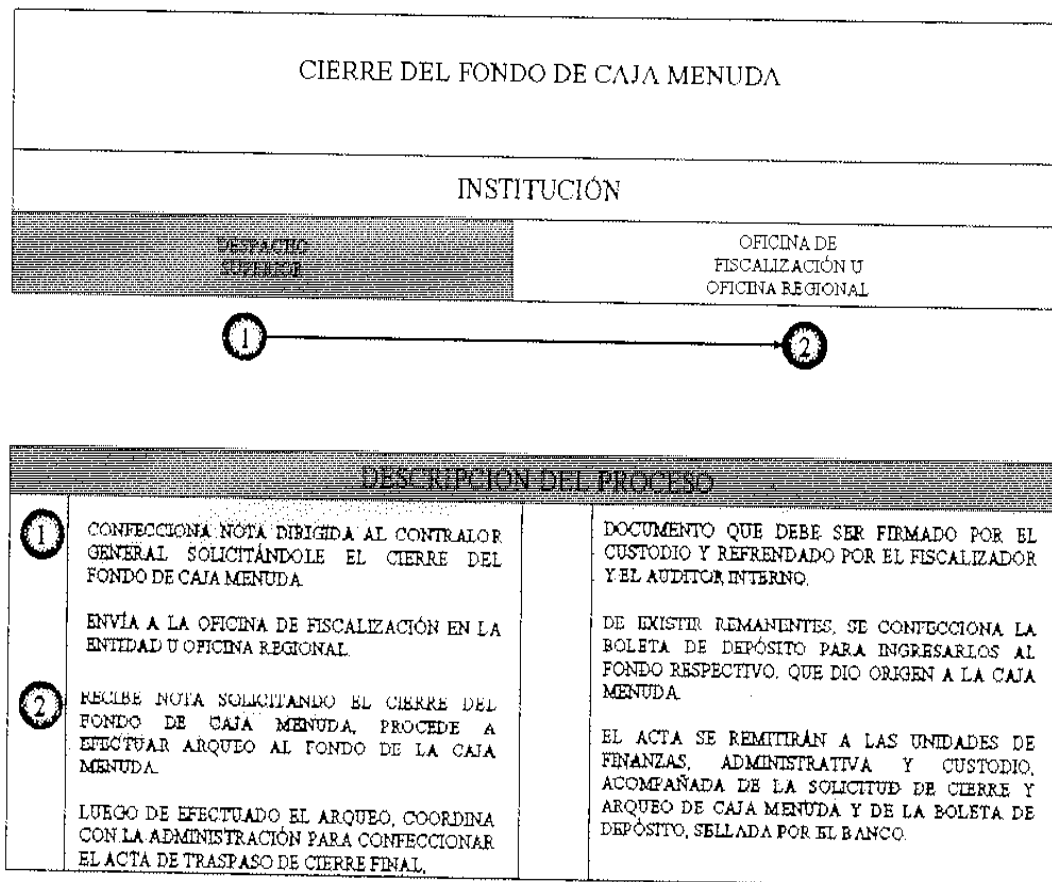 CIERRE DEL FONDO DE CAJA MENUDA
INSTITUCIÓN
DESPACHO
SUPERIOR
OFICINA DE
FISCALIZACIÓN U
OFICINA REGIONAL
1
2
DESCRIPCION DEL PROCESO
1
CONFECCIONA NOTA DIRIGIDA AL CONTRALOR
GENERAL SOLICITÁNDOLE EL CIERRE DEL
FONDO DE CAJA MENUDA
ENVÍA A LA OFICINA DE FISCALIZACIÓN EN LA
ENTIDAD U OFICINA REGIONAL
2
RECIBE NOTA SOLICITANDO EL CIERRE DEL
FONDO DE CAJA MENUDA, PROCEDE A
EFECTUAR ARQUEO AL FONDO DE LA CAJA
MENUDA.
LUEGO DE EFECTUADO EL ARQUEO, COORDINA
CON LA ADMINISTRACIÓN PARA CONFECCIONAR
EL ACTA DE TRASPASO DE CIERRE FINAL,
DOCUMENTO QUE DEBE SER FIRMADO POR EL
CUSTODIO Y REFRENDADO POR EL FISCALIZADOR
Y EL AUDITOR INTERNO.
DE EXISTIR REMANENTES, SE CONFECCIONA LA
BOLETA DE DEPÓSITO PARA INGRESARLOS AL
FONDO RESPECTIVO, QUE DIO ORIGEN A LA CAJA
MENUDA.
EL ACTA SE REMITIRÁN A LAS UNIDADES DE
FINANZAS, ADMINISTRATIVA Y CUSTODIO,
ACOMPAÑADA DE LA SOLICITUD DE CIERRE Y
ARQUEO DE CAJA MENUDA Y DE LA BOLETA DE
DEPÓSITO, SELLADA POR EL BANCO.